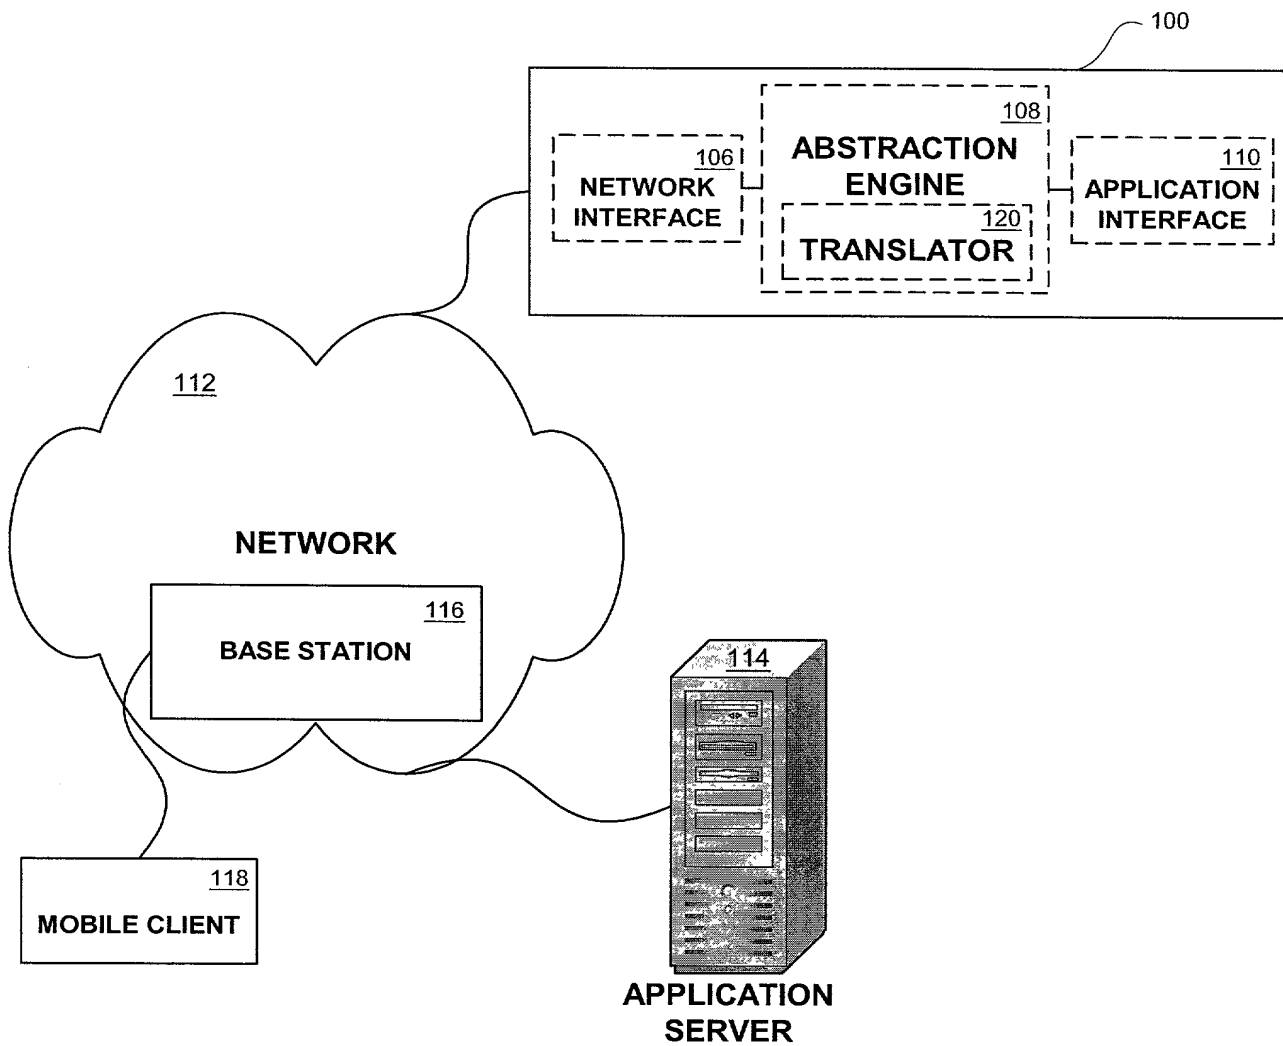 100
108
ABSTRACTION
ENGINE
106
NETWORK
INTERFACE
110
APPLICATION
INTERFACE
120
TRANSLATOR
112
NETWORK
116
BASE STATION
114
118
MOBILE CLIENT
APPLICATION
SERVER